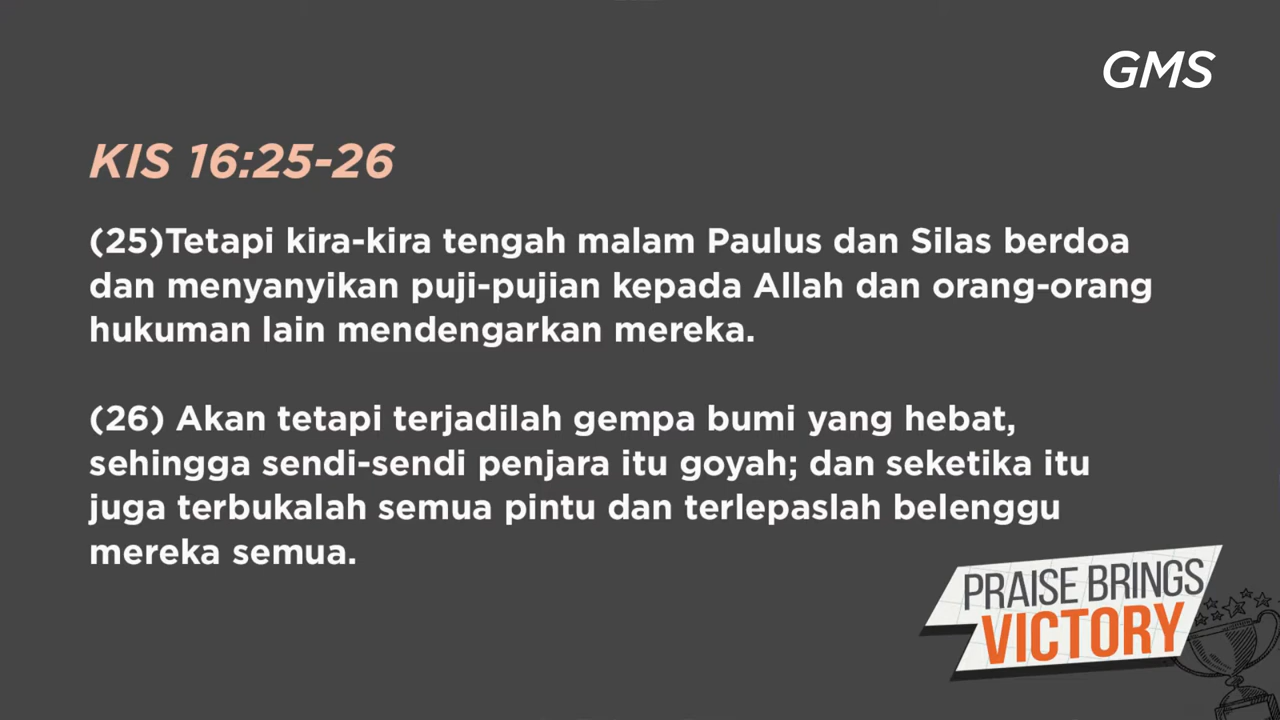 GMS
KIS 16:25-26
(25)Tetapi kira-kira tengah malam Paulus dan Silas berdoa
dan menyanyikan puji-pujian kepada Allah dan orang-orang
hukuman lain mendengarkan mereka.
(26) Akan tetapi terjadilah gempa bumi yang hebat,
sehingga sendi-sendi penjara itu goyah; dan seketika itu
juga terbukalah semua pintu dan terlepaslah belenggu
mereka semua.
PRAISE BRINGS
VICTORY